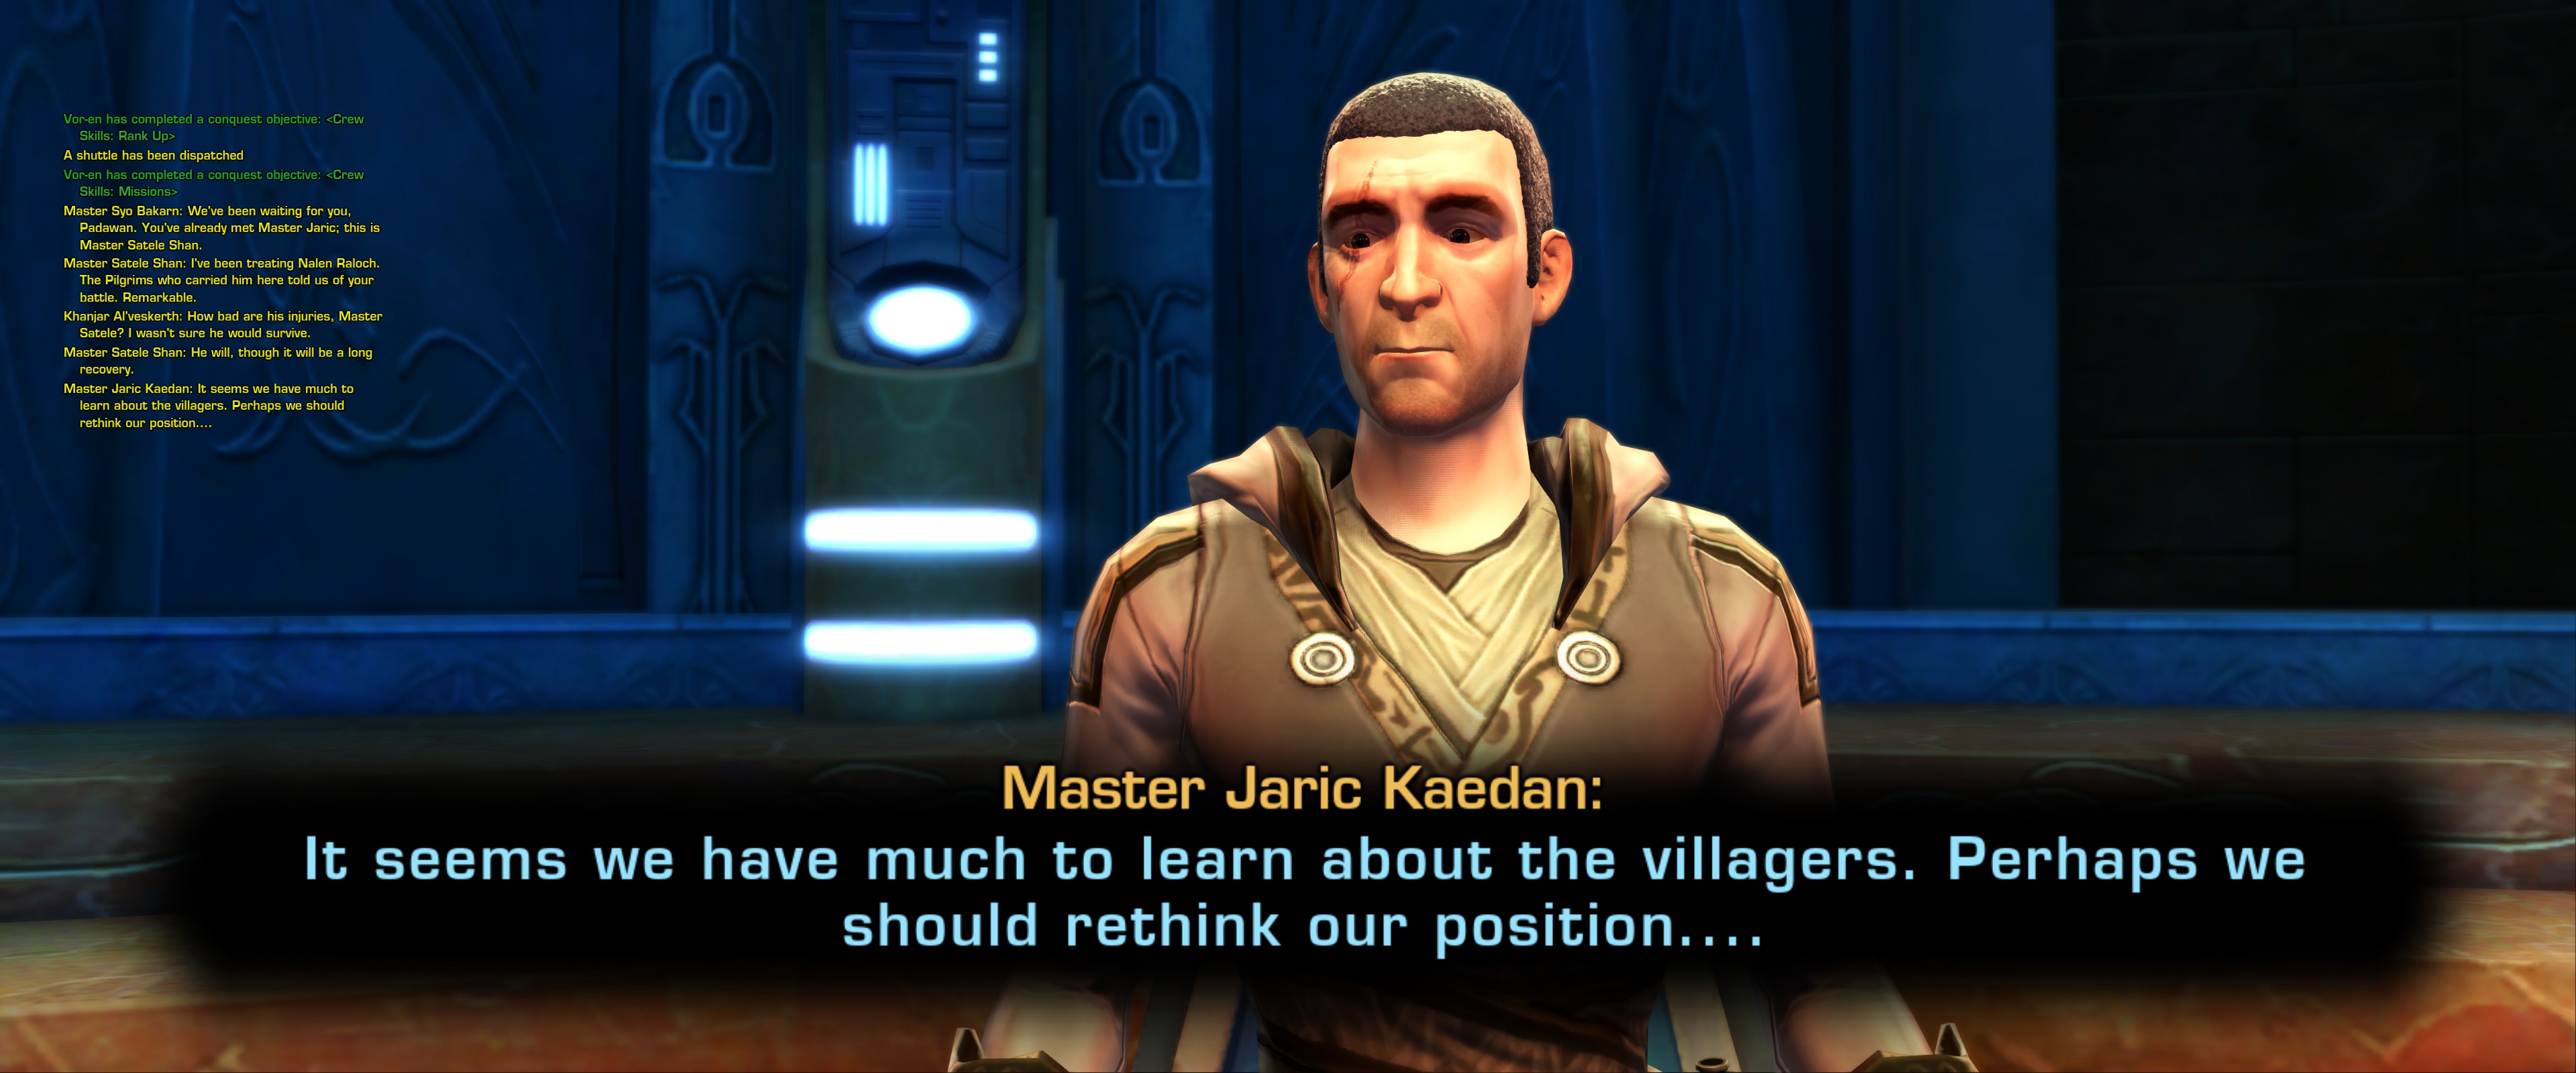 Vor-en has completed a conquest objective: <Crew
Skills: Rank Up>
A shuttle has been dispatched
Vor-en has completed a conquest objective: <Crew
Skills: Missions>
Master Syo Bakarn: We've been waiting for you,
Padawan. You've already met Master Jaric; this is
Master Satele Shan.
Master Satele Shan: I've been treating Nalen Raloch.
The Pilgrims who carried him here told us of your
battle. Remarkable.
Khanjar Al'veskerth: How bad are his injuries, Master
Satele? I wasn't sure he would survive.
Master Satele Shan: He will, though it will be a long
recovery.
Master Jaric Kaedan: It seems we have much to
learn about the villagers. Perhaps we should
rethink our position....
Master Jaric Kaedan:
It seems we have much to learn about the villagers. Perhaps we
should rethink our position....